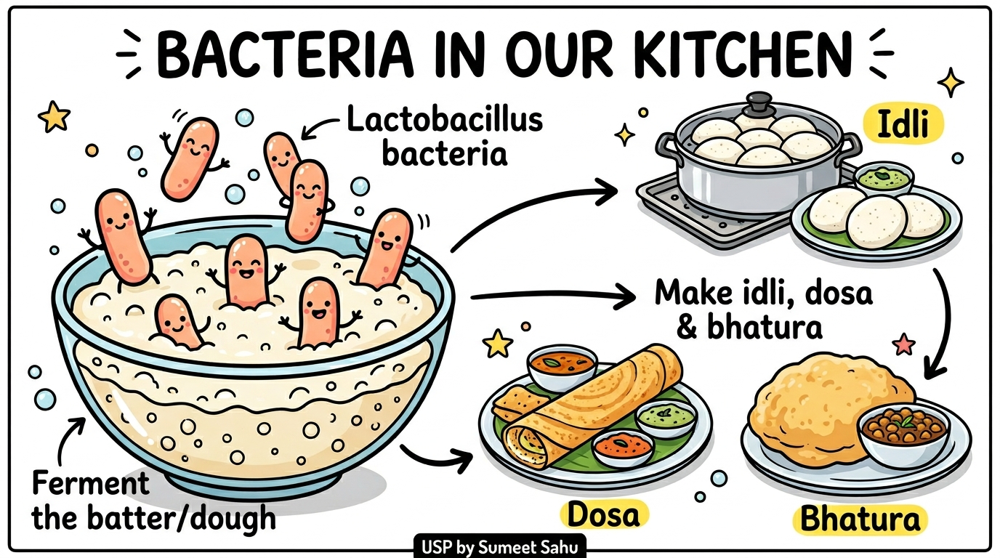 BACTERIA IN OUR KITCHEN
Lactobacillus
bacteria
Idli
Make idli, dosa
& bhatura
Ferment
the batter/dough
Dosa
Bhatura
USP by Sumeet Sahu